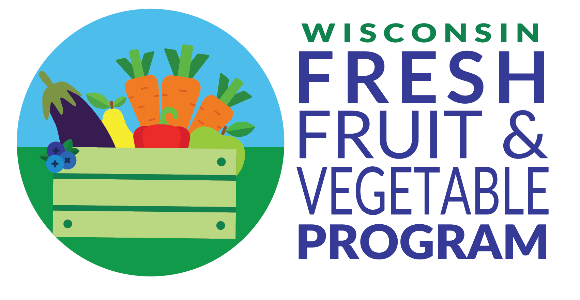 WISCONSIN
FRESH
FRUIT &
VEGETABLE
PROGRAM